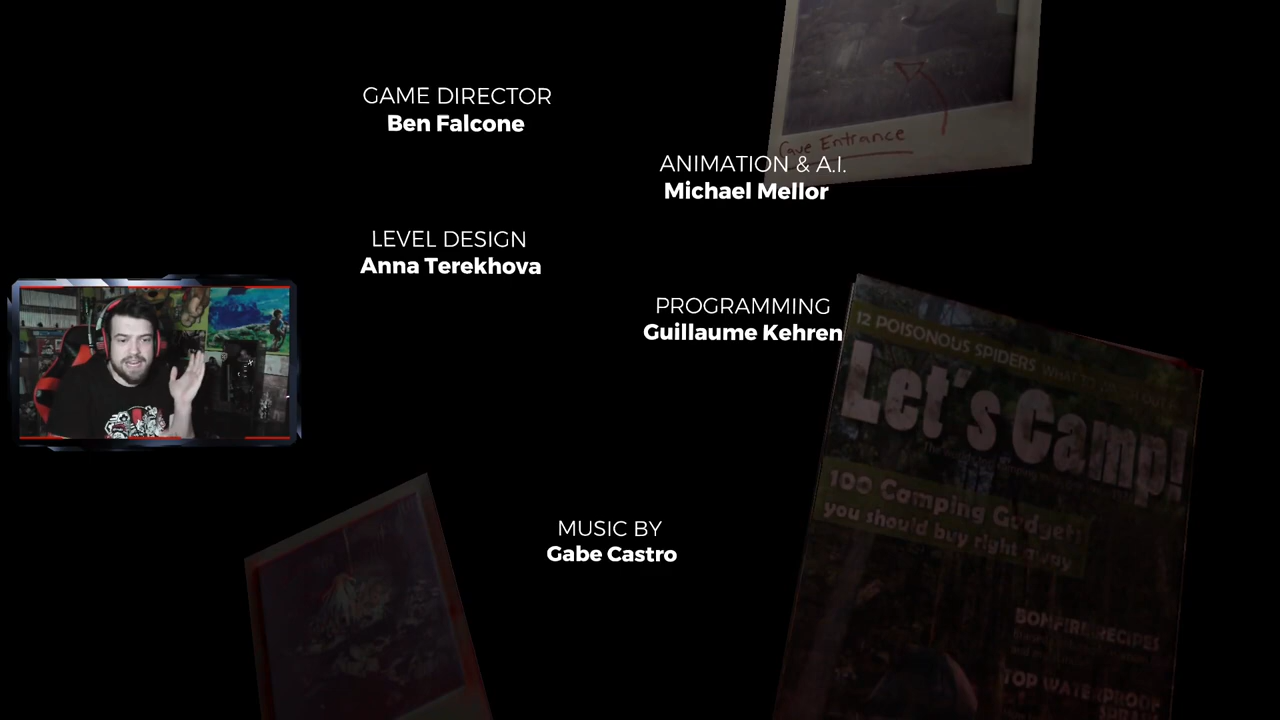 GAME DIRECTOR
Ben Falcone
Cave Entrance
ANIMATION & A.I.
Michael Mellor
LEVEL DESIGN
Anna Terekhova
PROGRAMMING
Guillaume Kehren
12 POISONOUS SPIDERS
Let's Camp!
100 Camping Gadgets
you should buy right away
MUSIC BY
Gabe Castro
BONFIRE RECIPES
TOP WATERPROOF